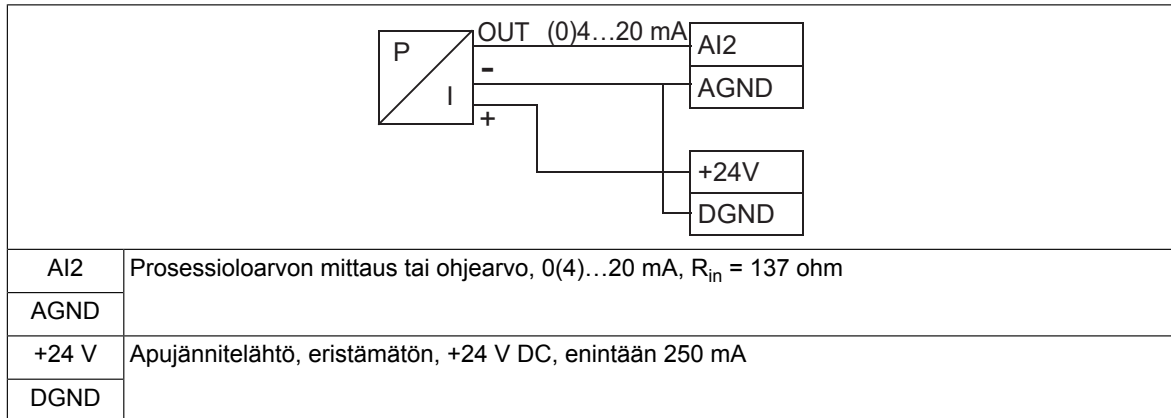 OUT (0)4…20 mA
AI2
P
-
AGND
I
+
+24V
DGND
AI2 Prosessioloarvon mittaus tai ohjearvo, 0(4)…20 mA, Rin = 137 ohm
AGND
+24 V Apujännitelähtö, eristämätön, +24 V DC, enintään 250 mA
DGND